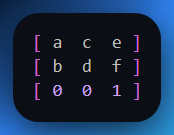 [ a c e ]
[ b d f ]
[ 0 0 1 ]